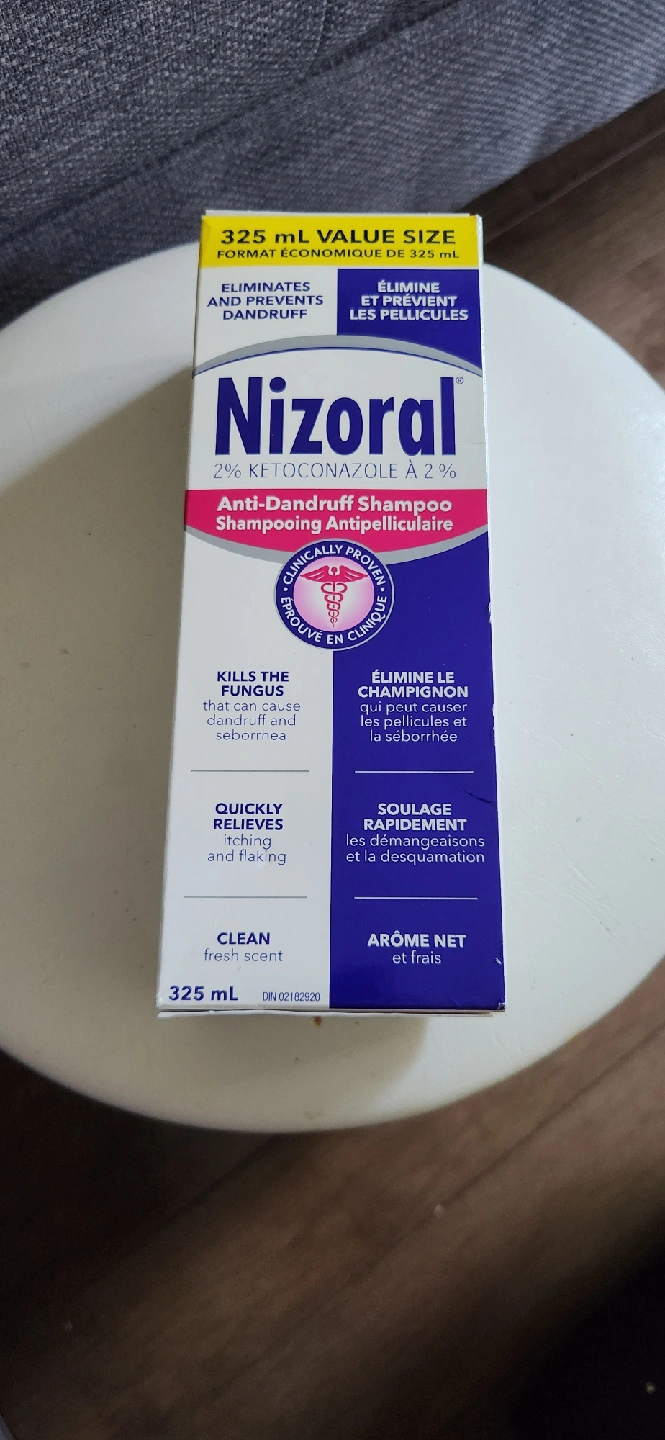 325 mL VALUE SIZE
FORMAT ÉCONOMIQUE DE 325 mL
ELIMINATES
AND PREVENTS
DANDRUFF
ÉLIMINE
ET PRÉVIENT
LES PELLICULES
Nizoral®
2% KETOCONAZOLE À 2%
Anti-Dandruff Shampoo
Shampooing Antipelliculaire
CLINICALLY PROVEN
ÉPROUVÉ EN CLINIQUE
KILLS THE
FUNGUS
that can cause
dandruff and
seborrhea
ÉLIMINE LE
CHAMPIGNON
qui peut causer
les pellicules et
la séborrhée
QUICKLY
RELIEVES
itching
and flaking
SOULAGE
RAPIDEMENT
les démangeaisons
et la desquamation
CLEAN
fresh scent
ARÔME NET
et frais
325 mL
DIN 02182920